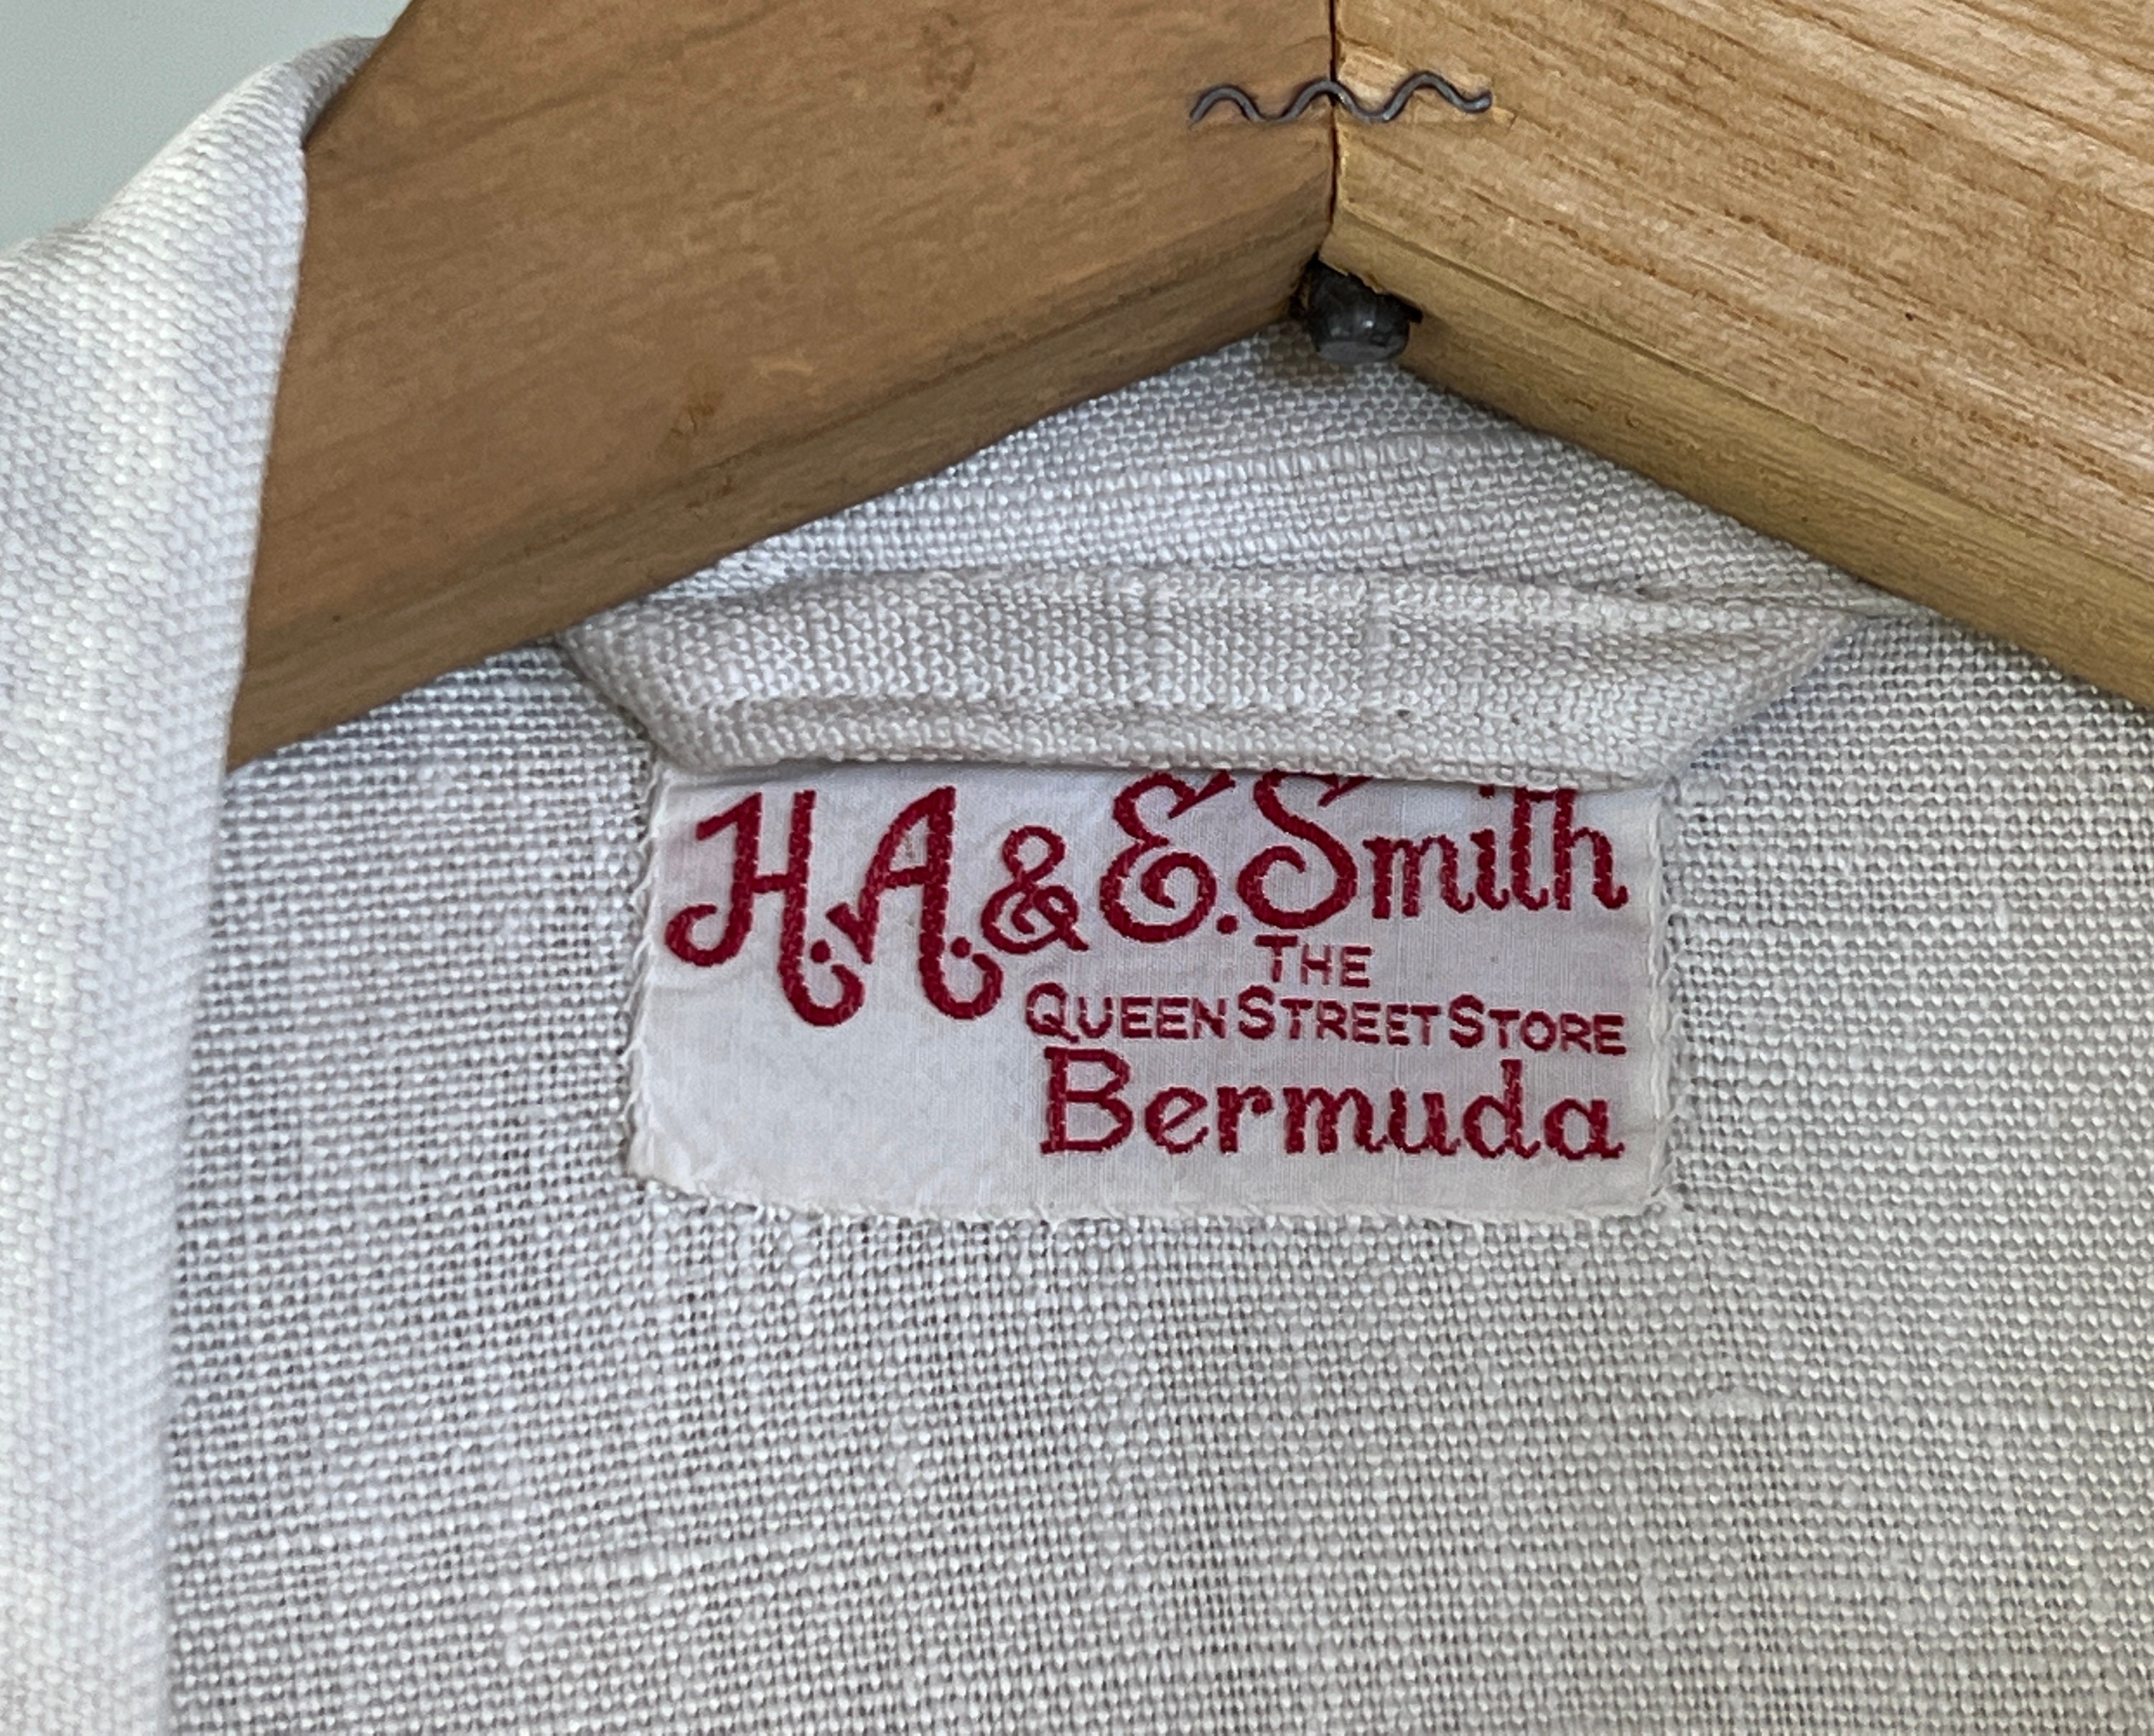 H.A. & E. Smith
THE
QUEEN STREET STORE
Bermuda